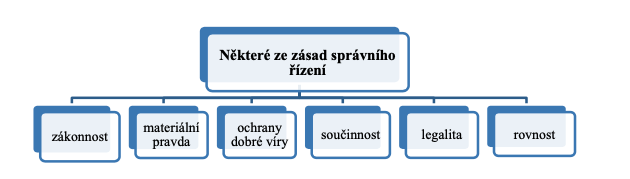 Některé ze zásad správního
řízení
zákonnost
materiální
pravda
ochrany
dobré víry
součinnost
legalita
rovnost